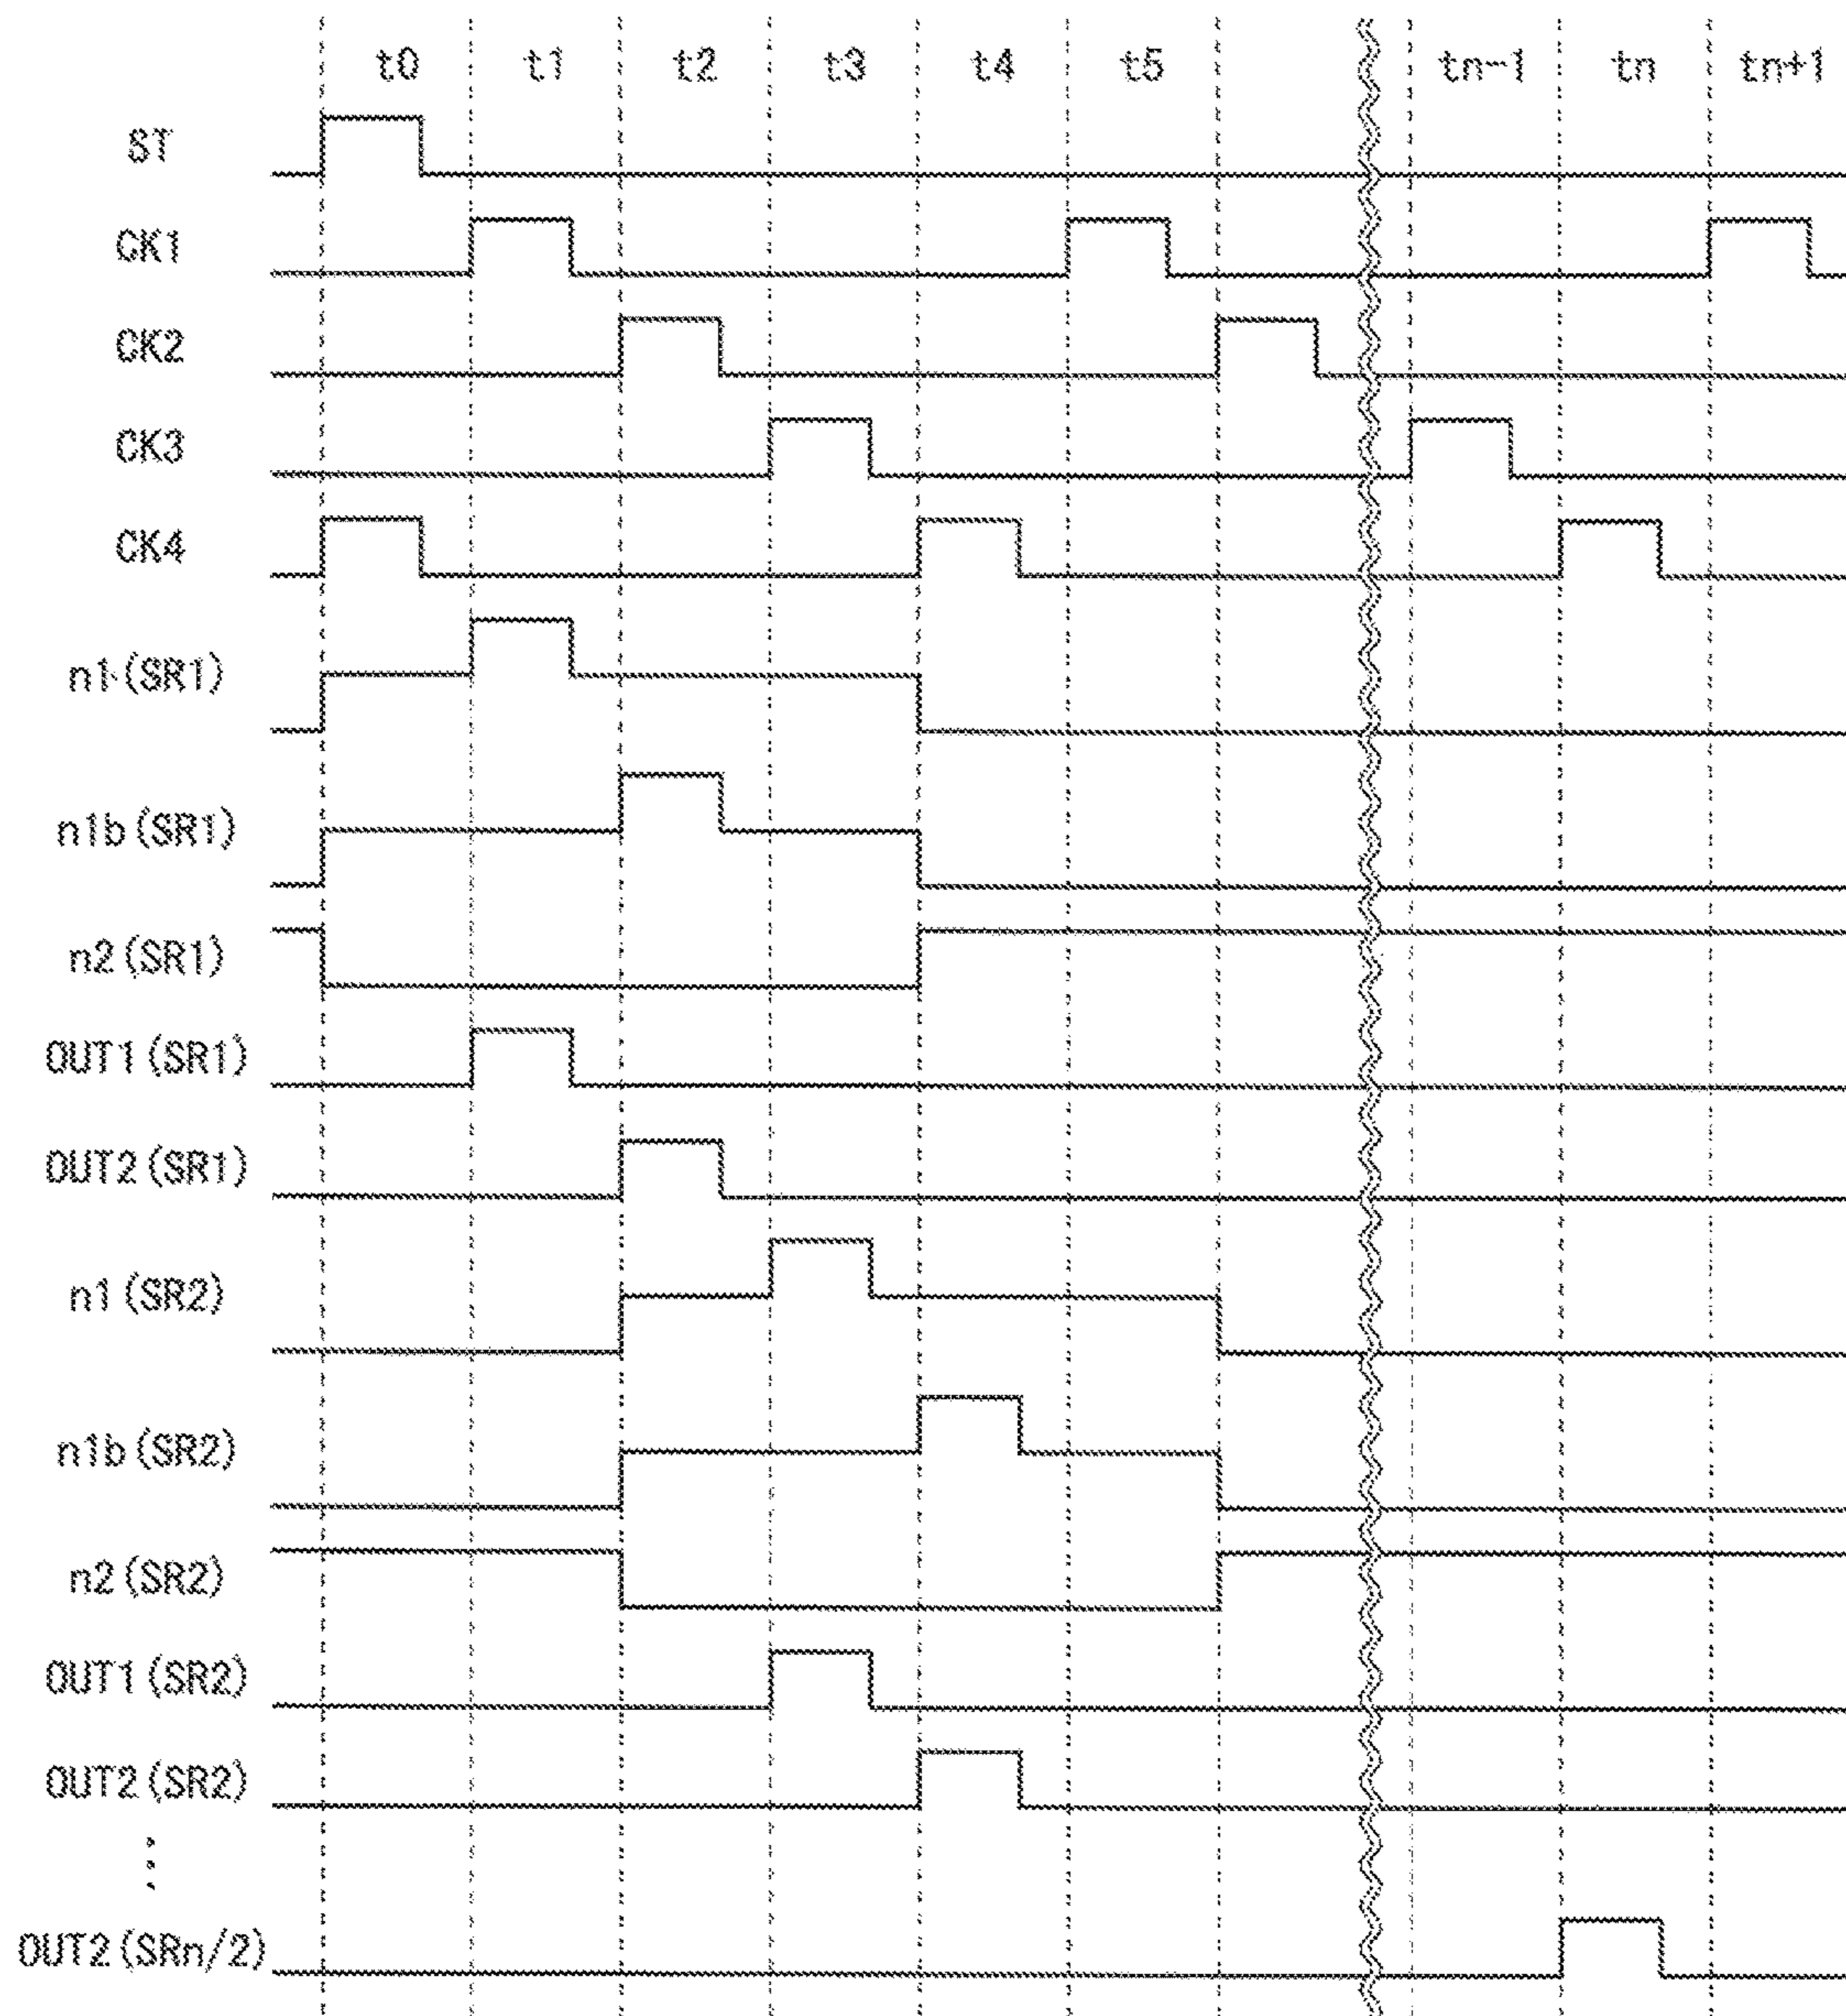 t0 t1 t2 t3 t4 t5 tn-1 tn tn+1
ST
CK1
CK2
CK3
CK4
n1 (SR1)
n1b (SR1)
n2 (SR1)
OUT1 (SR1)
OUT2 (SR1)
n1 (SR2)
n1b (SR2)
n2 (SR2)
OUT1 (SR2)
OUT2 (SR2)
⋮
OUT2 (SRn/2)